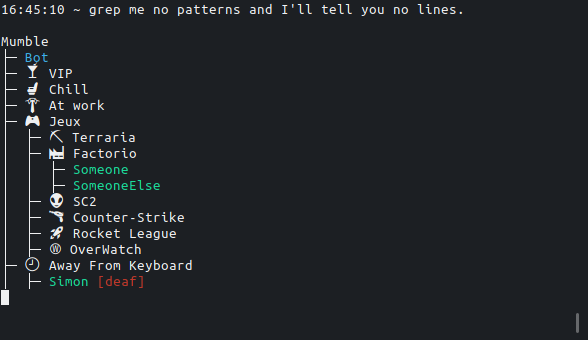 16:45:10 ~ grep me no patterns and I'll tell you no lines.
Mumble
Bot
VIP
Chill
At work
Jeux
Terraria
Factorio
Someone
SomeoneElse
SC2
Counter-Strike
Rocket League
Ⓦ OverWatch
Away From Keyboard
Simon [deaf]